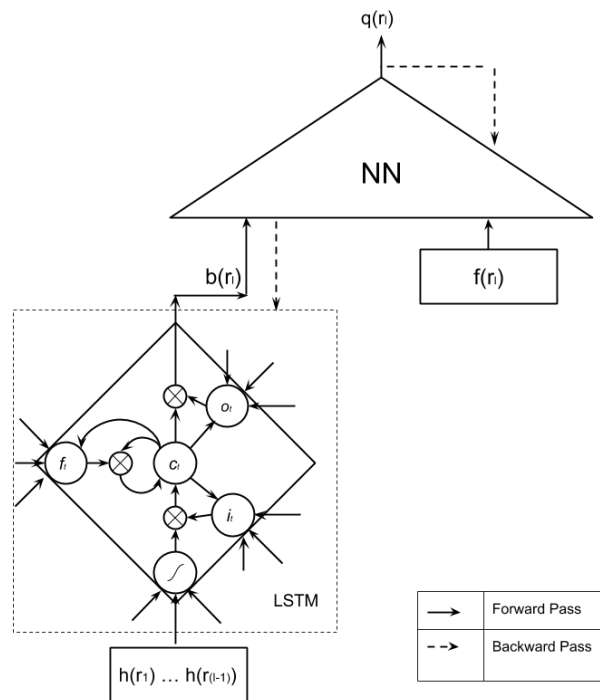 q(rₗ)
NN
b(rₗ)
f(rₗ)
oₜ
fₜ
cₜ
iₜ
LSTM
h(r₁) … h(r₍ₗ₋₁₎)
Forward Pass
Backward Pass